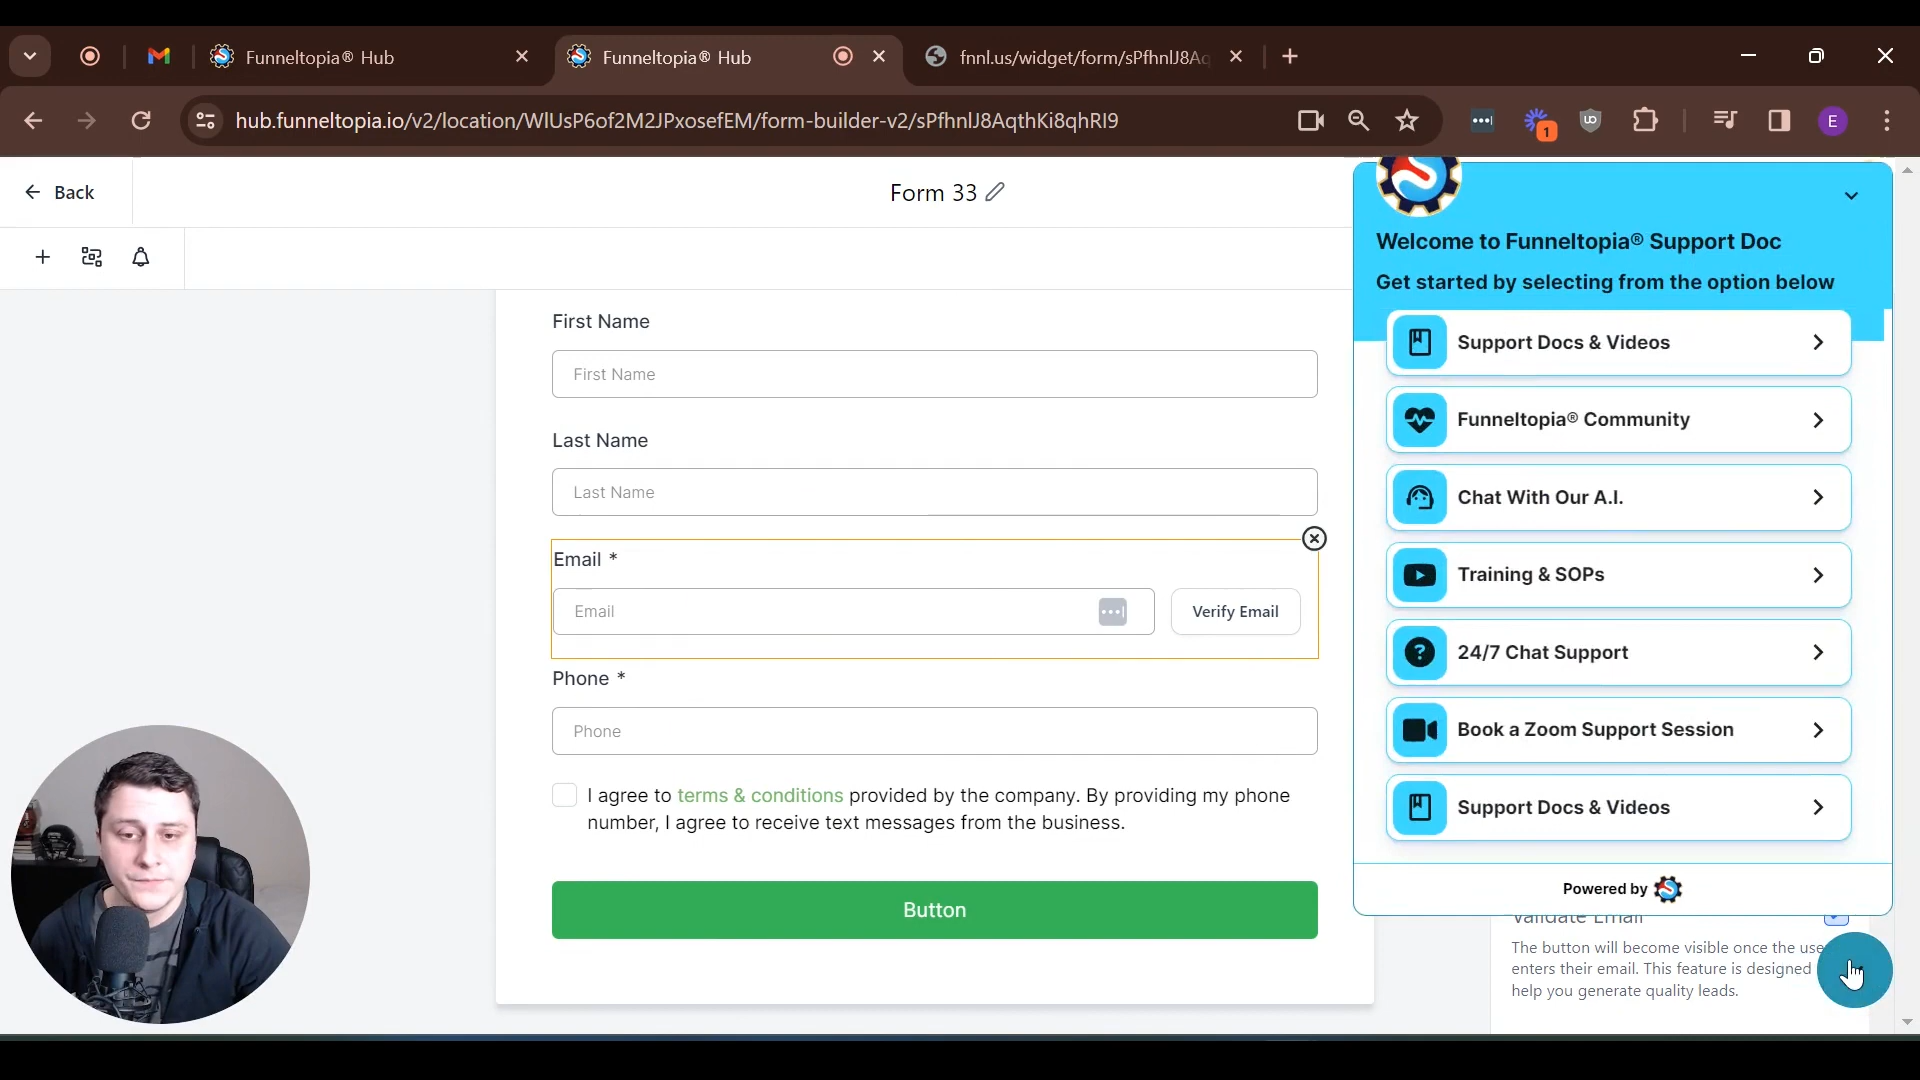 Funneltopia® Hub
Funneltopia® Hub
fnnl.us/widget/form/sPfhnlJ8Aq
hub.funneltopia.io/v2/location/WlUsP6of2M2JPxosefEM/form-builder-v2/sPfhnlJ8AqthKi8qhRI9
1
E
Back
Form 33
First Name
First Name
Last Name
Last Name
Email *
Email
Verify Email
Phone *
Phone
I agree to terms & conditions provided by the company. By providing my phone
number, I agree to receive text messages from the business.
Button
Welcome to Funneltopia® Support Doc
Get started by selecting from the option below
Support Docs & Videos
Funneltopia® Community
Chat With Our A.I.
Training & SOPs
24/7 Chat Support
Book a Zoom Support Session
Support Docs & Videos
Powered by
Validate Email
The button will become visible once the use
enters their email. This feature is designed
help you generate quality leads.